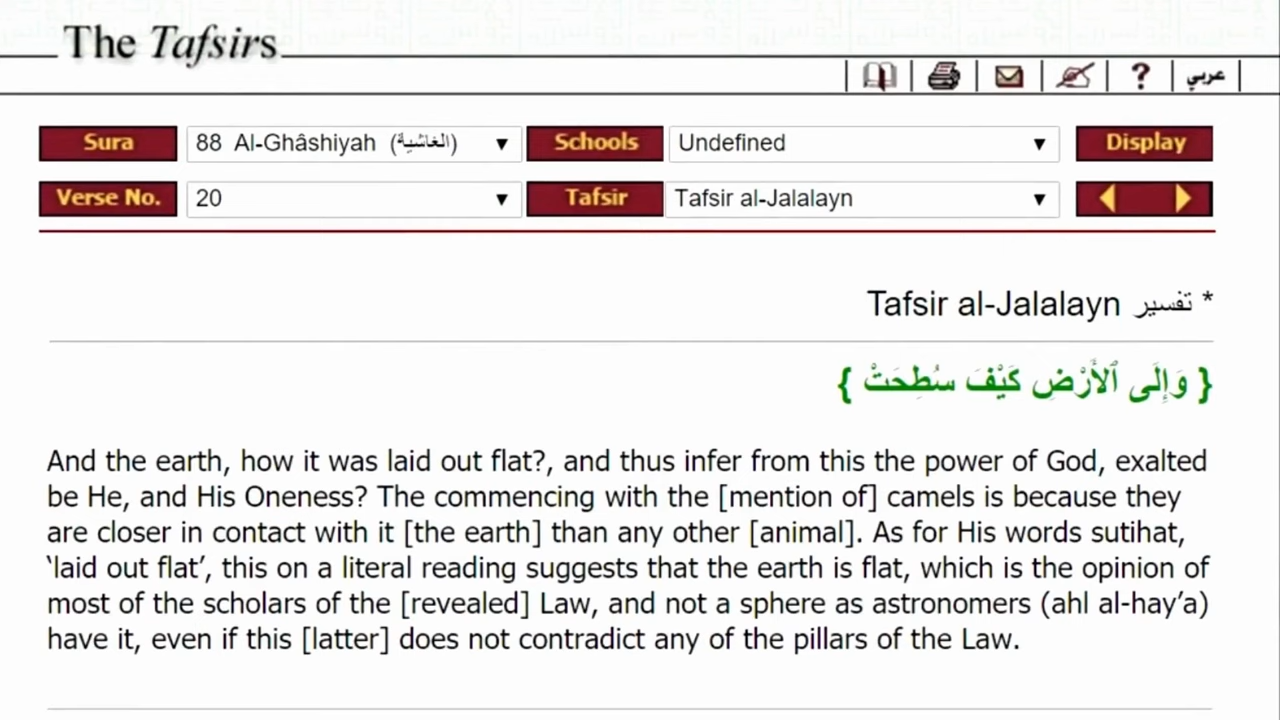 The Tafsirs
عربي
?
Sura 88 Al-Ghâshiyah (الغاشية) Schools Undefined Display
Verse No. 20 Tafsir Tafsir al-Jalalayn
* تفسير Tafsir al-Jalalayn
{ وَإِلَى ٱلأَرْضِ كَيْفَ سُطِحَتْ }
And the earth, how it was laid out flat?, and thus infer from this the power of God, exalted
be He, and His Oneness? The commencing with the [mention of] camels is because they
are closer in contact with it [the earth] than any other [animal]. As for His words sutihat,
‘laid out flat’, this on a literal reading suggests that the earth is flat, which is the opinion of
most of the scholars of the [revealed] Law, and not a sphere as astronomers (ahl al-hay’a)
have it, even if this [latter] does not contradict any of the pillars of the Law.